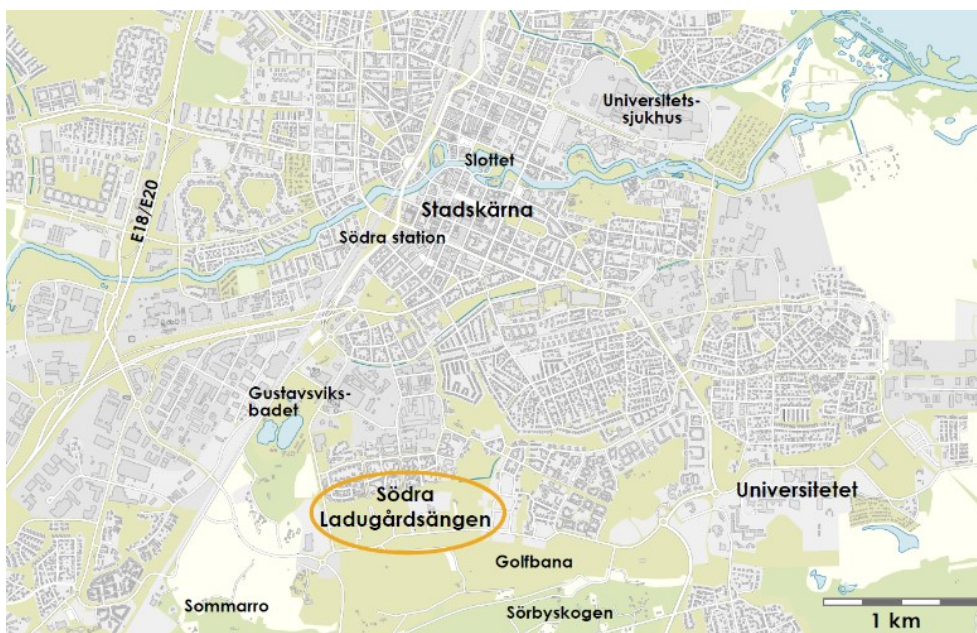 Universitets-
sjukhus
Slottet
E18/E20
Stadskärna
Södra station
Gustavsviks-
badet
Södra
Ladugårdsängen
Universitetet
Golfbana
Sommarro
Sörbyskogen
1 km